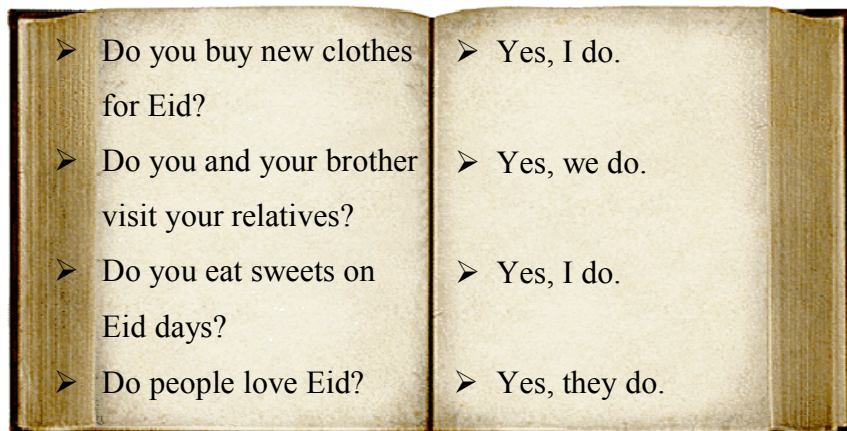 ➢ Do you buy new clothes
for Eid?
➢ Do you and your brother
visit your relatives?
➢ Do you eat sweets on
Eid days?
➢ Do people love Eid?
➢ Yes, I do.
➢ Yes, we do.
➢ Yes, I do.
➢ Yes, they do.